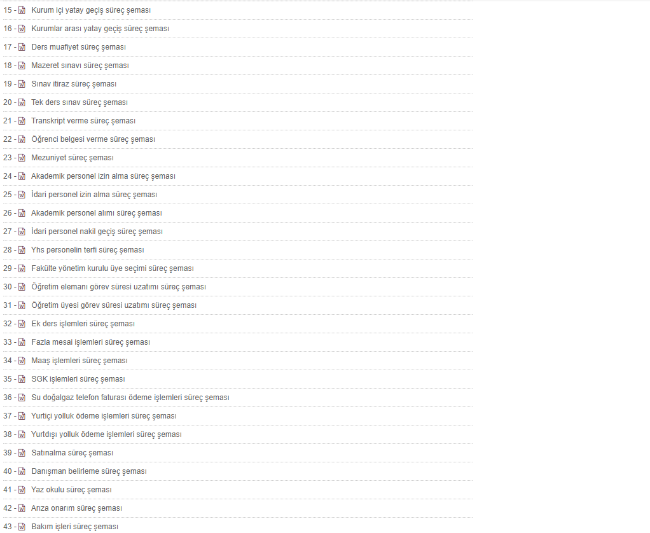 15 - Kurum içi yatay geçiş süreç şeması
16 - Kurumlar arası yatay geçiş süreç şeması
17 - Ders muafiyet süreç şeması
18 - Mazeret sınavı süreç şeması
19 - Sınav itiraz süreç şeması
20 - Tek ders sınav süreç şeması
21 - Transkript verme süreç şeması
22 - Öğrenci belgesi verme süreç şeması
23 - Mezuniyet süreç şeması
24 - Akademik personel izin alma süreç şeması
25 - İdari personel izin alma süreç şeması
26 - Akademik personel alımı süreç şeması
27 - İdari personel nakil geçiş süreç şeması
28 - Yhs personelin terfi süreç şeması
29 - Fakülte yönetim kurulu üye seçimi süreç şeması
30 - Öğretim elemanı görev süresi uzatımı süreç şeması
31 - Öğretim üyesi görev süresi uzatımı süreç şeması
32 - Ek ders işlemleri süreç şeması
33 - Fazla mesai işlemleri süreç şeması
34 - Maaş işlemleri süreç şeması
35 - SGK işlemleri süreç şeması
36 - Su doğalgaz telefon faturası ödeme işlemleri süreç şeması
37 - Yurtiçi yolluk ödeme işlemleri süreç şeması
38 - Yurtdışı yolluk ödeme işlemleri süreç şeması
39 - Satınalma süreç şeması
40 - Danışman belirleme süreç şeması
41 - Yaz okulu süreç şeması
42 - Arıza onarım süreç şeması
43 - Bakım işleri süreç şeması